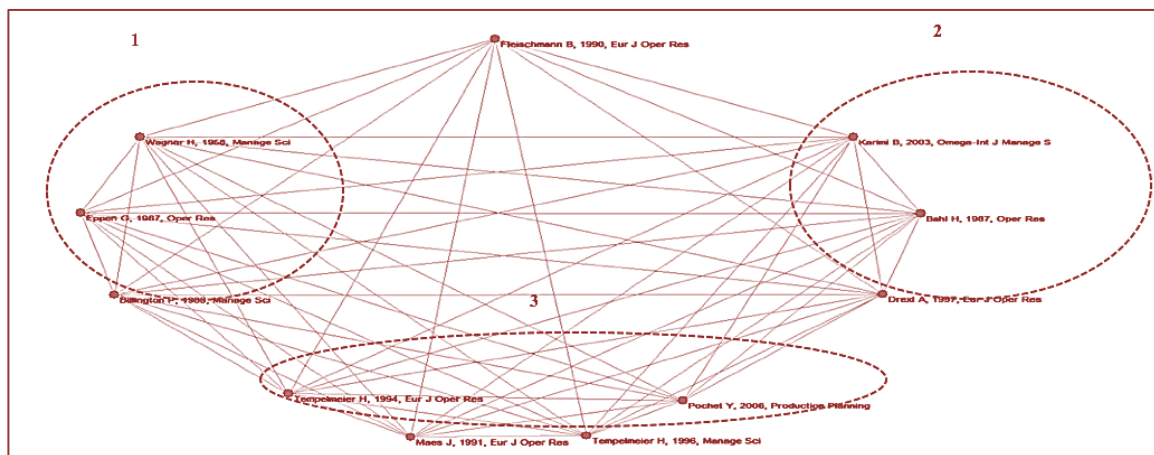 1
2
Fleischmann B, 1990, Eur J Oper Res
Wagner H, 1958, Manage Sci
Karimi B, 2003, Omega-Int J Manage S
Eppen G, 1987, Oper Res
Bahl H, 1987, Oper Res
Billington P, 1983, Manage Sci
Drexl A, 1997, Eur J Oper Res
3
Tempelmeier H, 1994, Eur J Oper Res
Pochet Y, 2006, Production Planning
Maes J, 1991, Eur J Oper Res
Tempelmeier H, 1996, Manage Sci